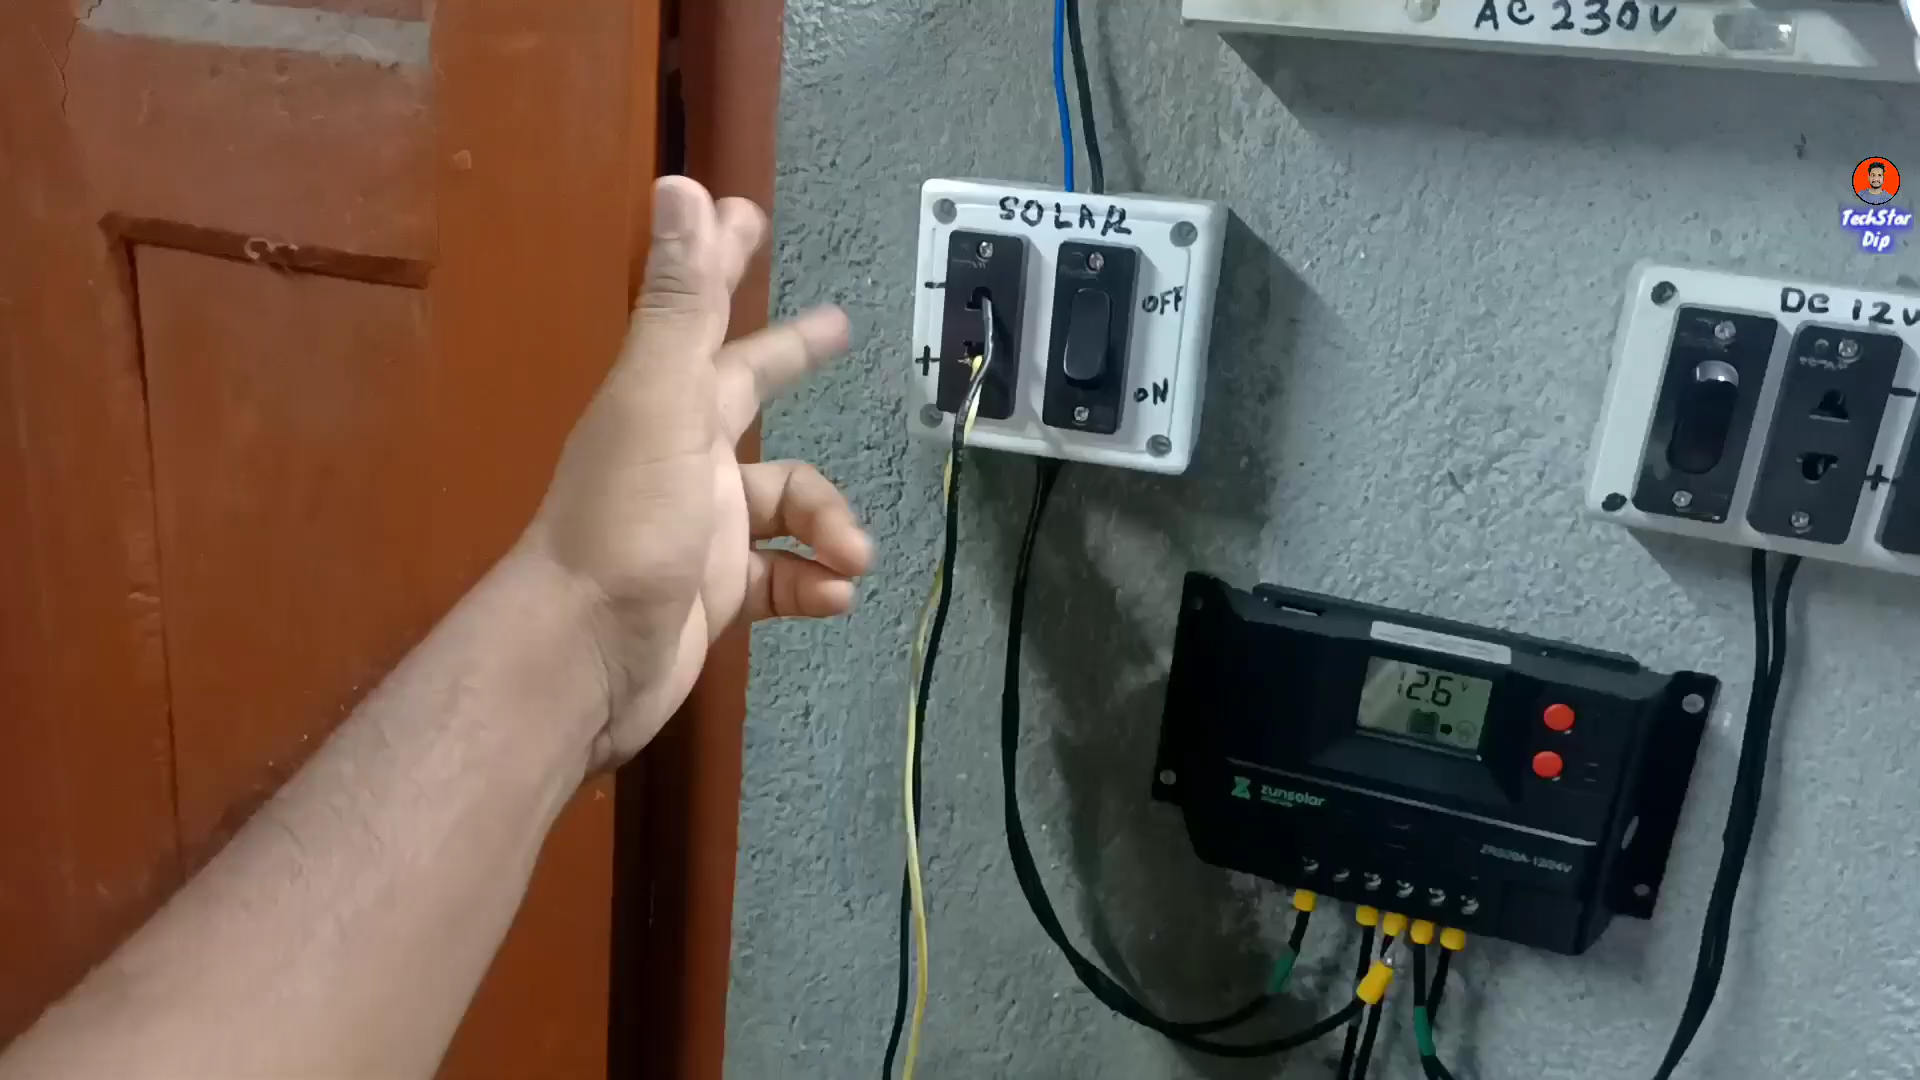 AC 230V
SOLAR
-
OFF
+
ON
TechStar
Dip
DC 12V
-
+
12.6 V
zunsolar